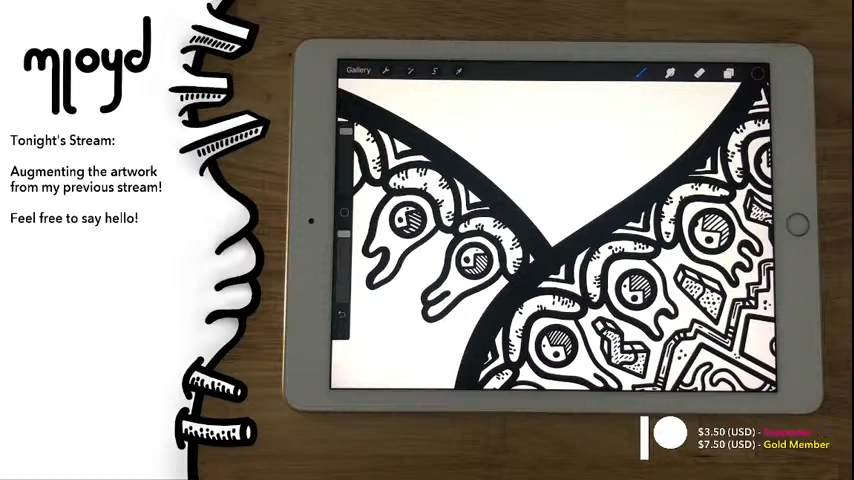 mloyd
Tonight's Stream:
Augmenting the artwork
from my previous stream!
Feel free to say hello!
Gallery
$3.50 (USD) -
$7.50 (USD) - Gold Member